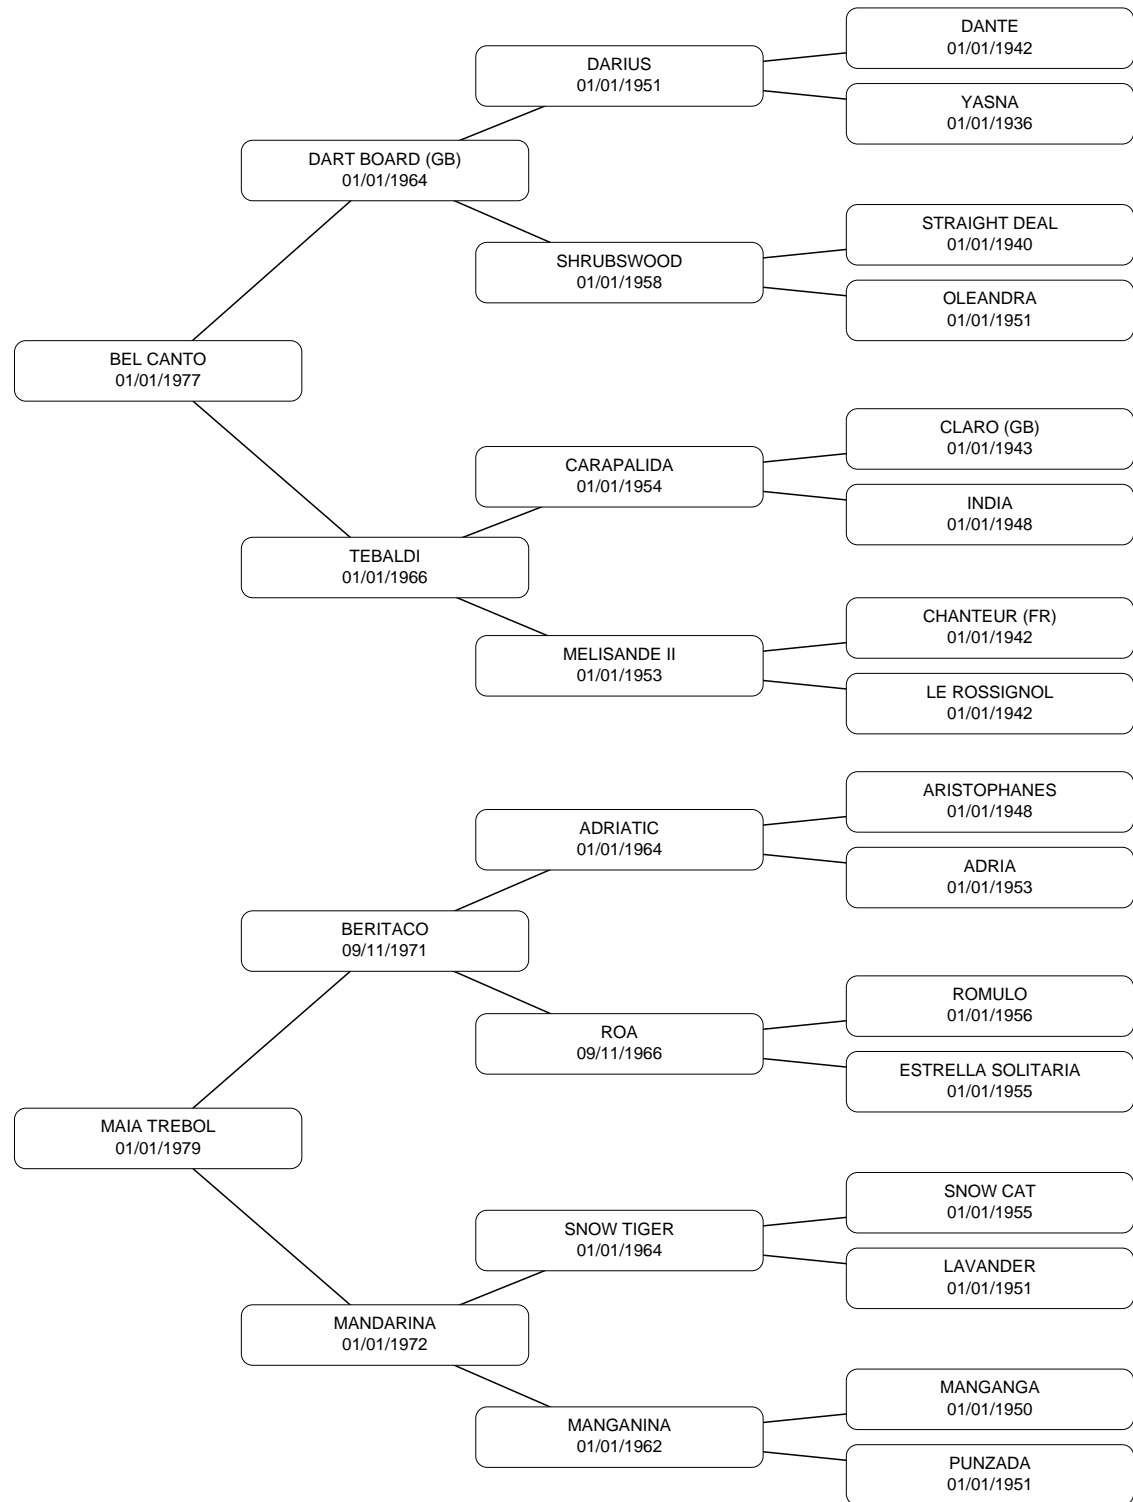 DANTE
01/01/1942
DARIUS
01/01/1951
YASNA
01/01/1936
DART BOARD (GB)
01/01/1964
STRAIGHT DEAL
01/01/1940
SHRUBSWOOD
01/01/1958
OLEANDRA
01/01/1951
BEL CANTO
01/01/1977
CLARO (GB)
01/01/1943
CARAPALIDA
01/01/1954
INDIA
01/01/1948
TEBALDI
01/01/1966
CHANTEUR (FR)
01/01/1942
MELISANDE II
01/01/1953
LE ROSSIGNOL
01/01/1942
ARISTOPHANES
01/01/1948
ADRIATIC
01/01/1964
ADRIA
01/01/1953
BERITACO
09/11/1971
ROMULO
01/01/1956
ROA
09/11/1966
ESTRELLA SOLITARIA
01/01/1955
MAIA TREBOL
01/01/1979
SNOW CAT
01/01/1955
SNOW TIGER
01/01/1964
LAVANDER
01/01/1951
MANDARINA
01/01/1972
MANGANGA
01/01/1950
MANGANINA
01/01/1962
PUNZADA
01/01/1951